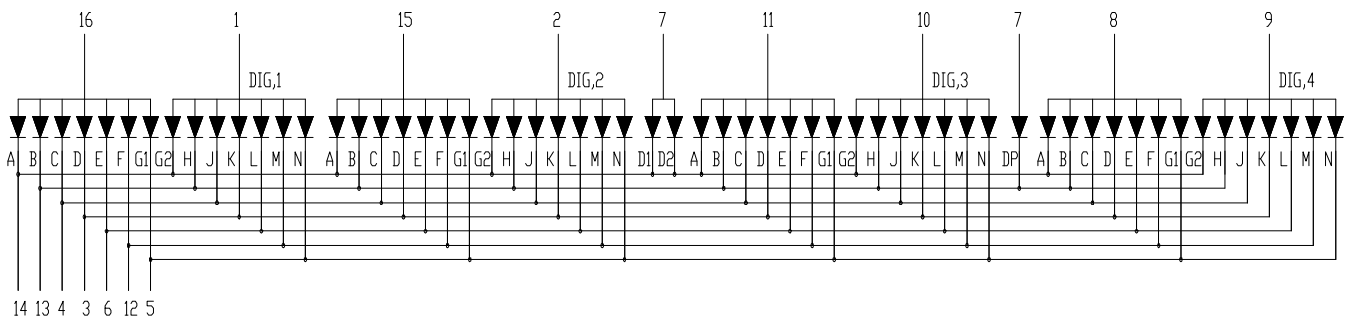 16 1 15 2 7 11 10 7 8 9
DIG,1 DIG,2 DIG,3 DIG,4
A B C D E F G1 G2 H J K L M N A B C D E F G1 G2 H J K L M N D1 D2 A B C D E F G1 G2 H J K L M N DP A B C D E F G1 G2 H J K L M N
14 13 4 3 6 12 5